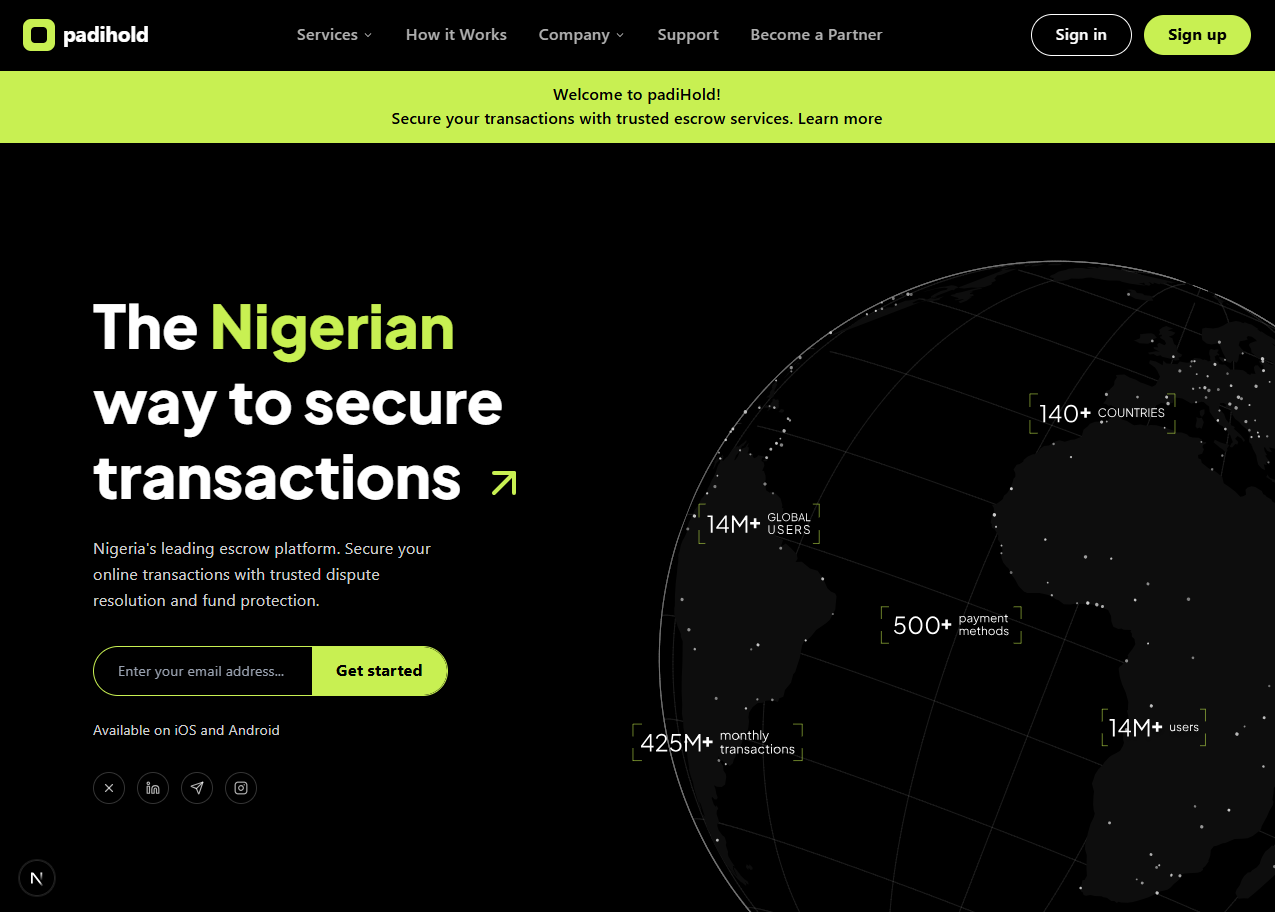 padihold
Services
How it Works
Company
Support
Become a Partner
Sign in
Sign up
Welcome to padiHold!
Secure your transactions with trusted escrow services. Learn more
The Nigerian
way to secure
transactions
Nigeria's leading escrow platform. Secure your
online transactions with trusted dispute
resolution and fund protection.
Enter your email address...
Get started
Available on iOS and Android
140+ COUNTRIES
14M+ GLOBAL
USERS
500+ payment
methods
14M+ users
425M+ monthly
transactions
N